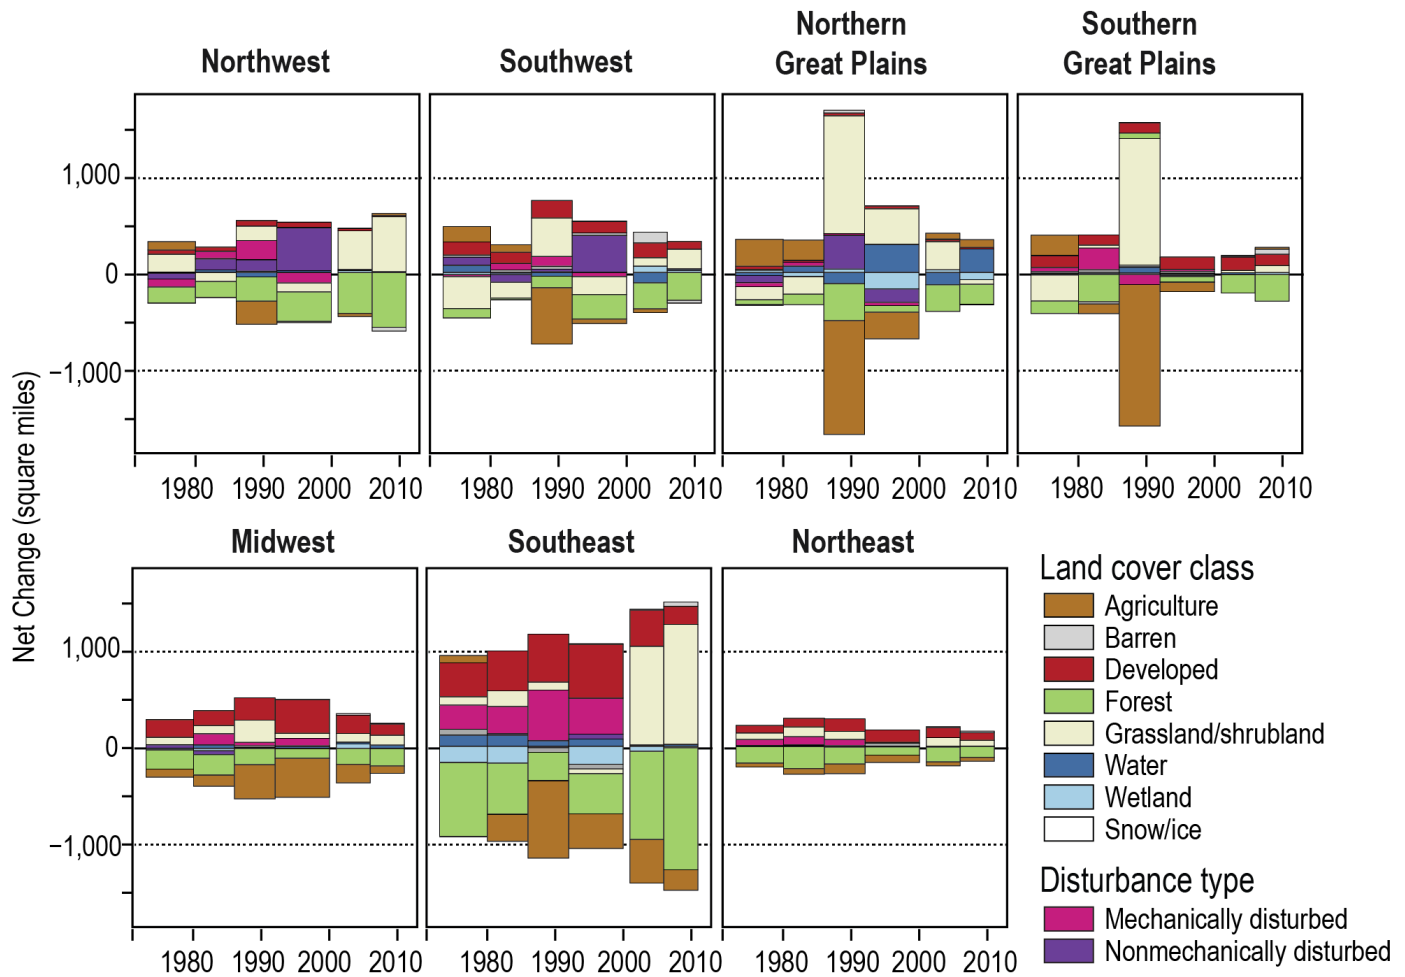 Northwest
Southwest
Northern
Great Plains
Southern
Great Plains
1,000
0
−1,000
1980 1990 2000 2010
1980 1990 2000 2010
1980 1990 2000 2010
1980 1990 2000 2010
Net Change (square miles)
Midwest
Southeast
Northeast
1,000
0
−1,000
1980 1990 2000 2010
1980 1990 2000 2010
1980 1990 2000 2010
Land cover class
Agriculture
Barren
Developed
Forest
Grassland/shrubland
Water
Wetland
Snow/ice
Disturbance type
Mechanically disturbed
Nonmechanically disturbed